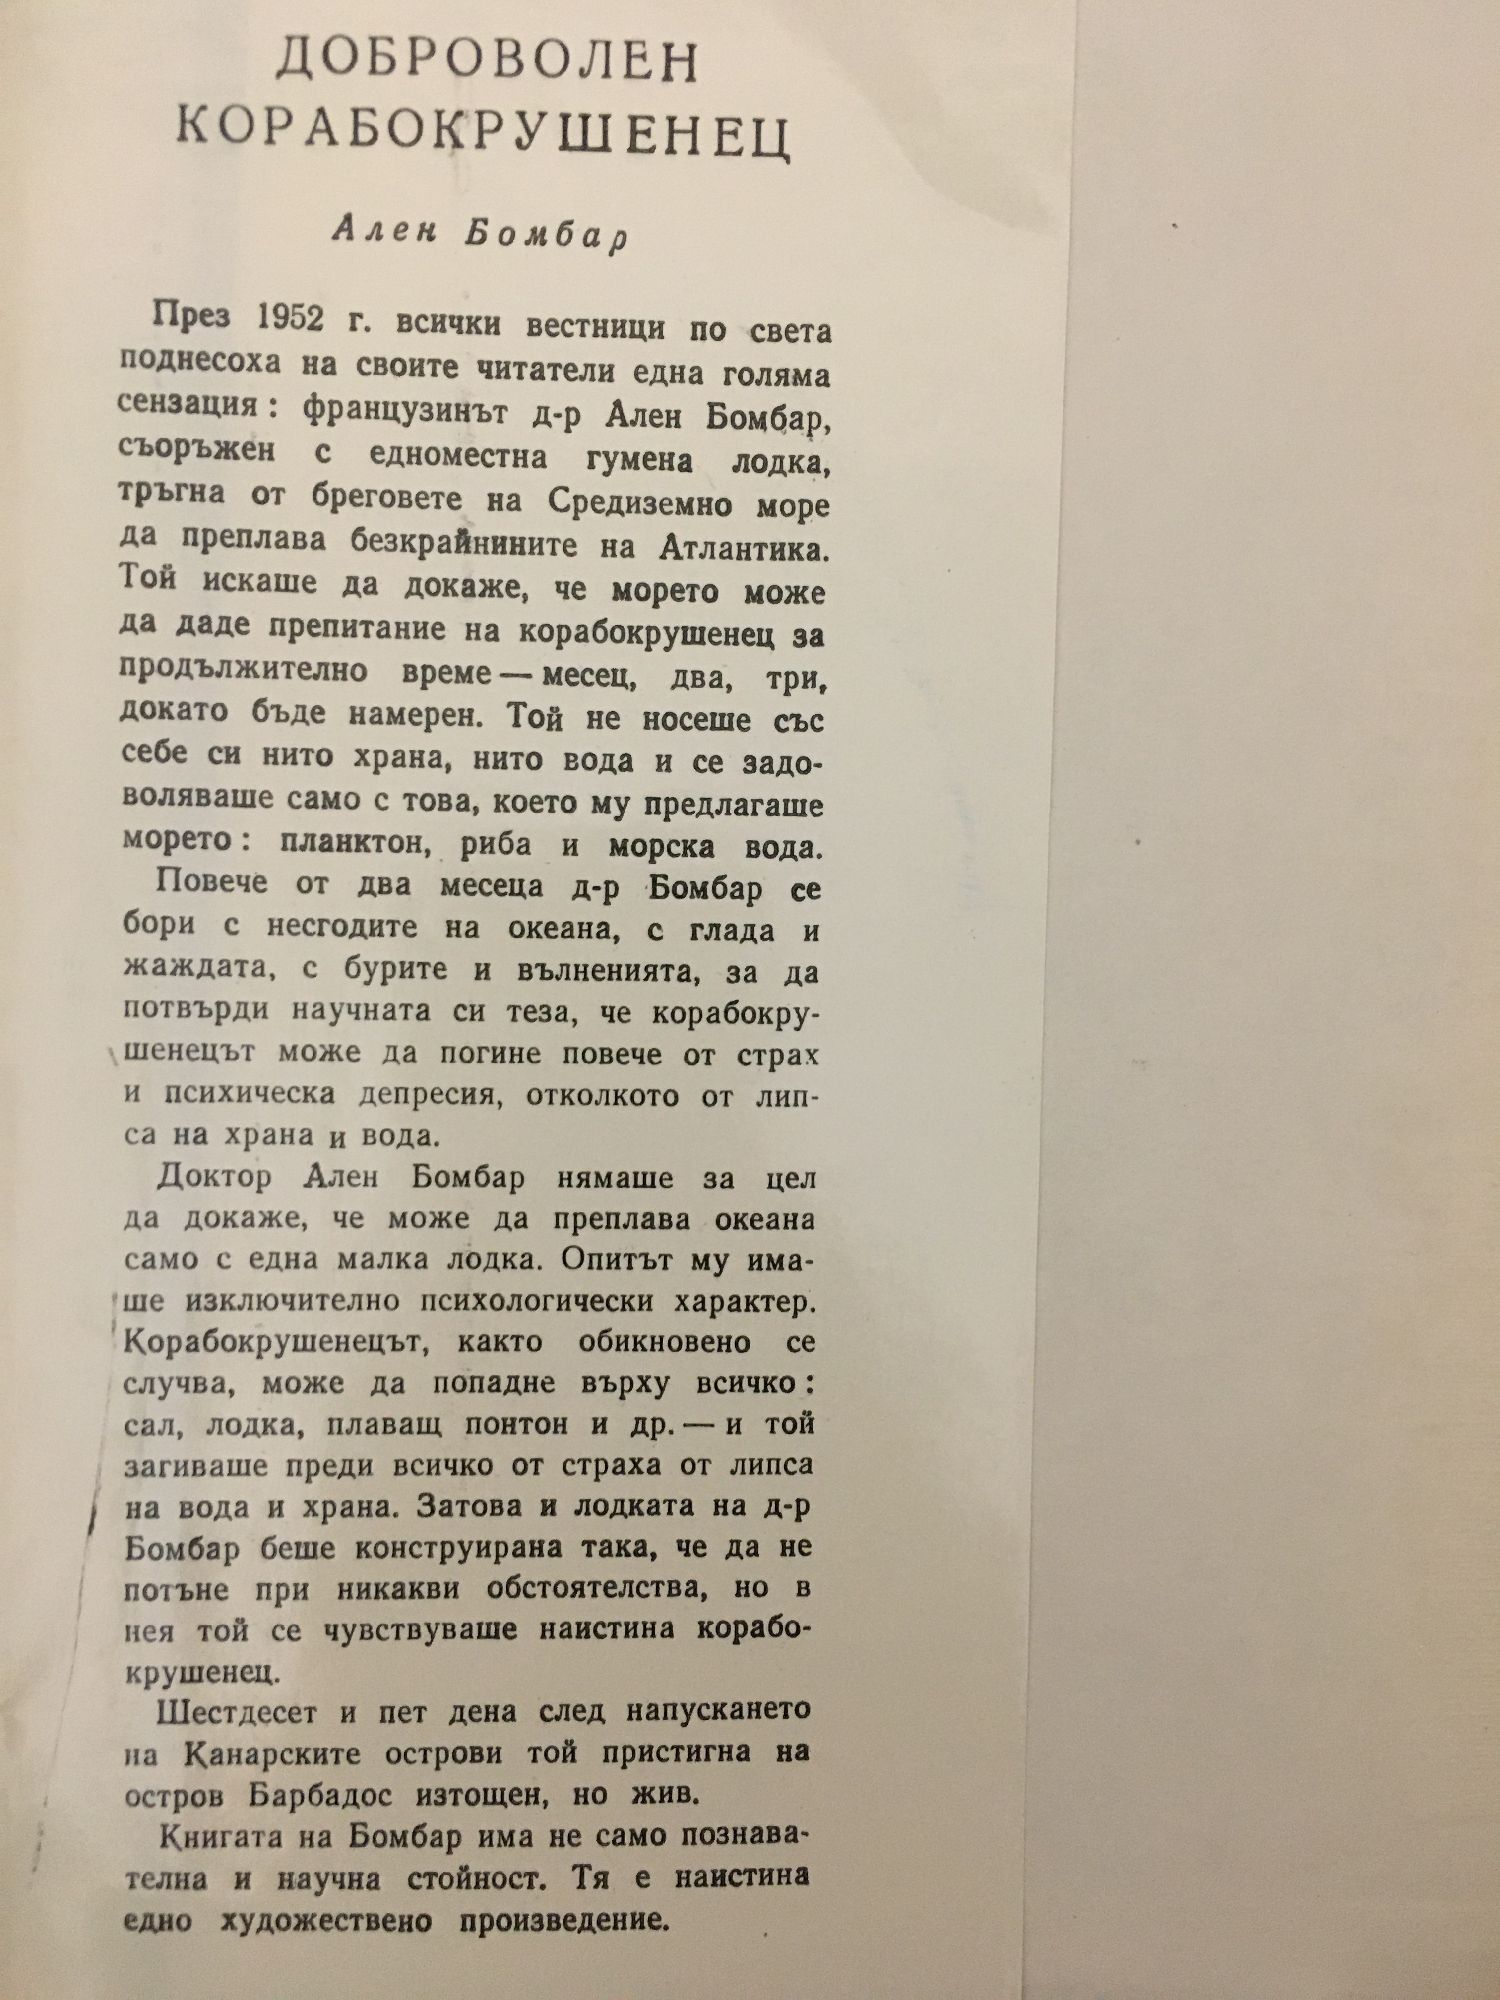 ДОБРОВОЛЕН
КОРАБОКРУШЕНЕЦ
Ален Бомбар
През 1952 г. всички вестници по света
поднесоха на своите читатели една голяма
сензация: французинът д-р Ален Бомбар,
съоръжен с едноместна гумена лодка,
тръгна от бреговете на Средиземно море
да преплава безкрайнините на Атлантика.
Той искаше да докаже, че морето може
да даде препитание на корабокрушенец за
продължително време — месец, два, три,
докато бъде намерен. Той не носеше със
себе си нито храна, нито вода и се задо-
воляваше само с това, което му предлагаше
морето: планктон, риба и морска вода.
Повече от два месеца д-р Бомбар се
бори с несгодите на океана, с глада и
жаждата, с бурите и вълненията, за да
потвърди научната си теза, че корабокру-
шенецът може да погине повече от страх
и психическа депресия, отколкото от лип-
са на храна и вода.
Доктор Ален Бомбар нямаше за цел
да докаже, че може да преплава океана
само с една малка лодка. Опитът му има-
ше изключително психологически характер.
Корабокрушенецът, както обикновено се
случва, може да попадне върху всичко:
сал, лодка, плаващ понтон и др. — и той
загиваше преди всичко от страха от липса
на вода и храна. Затова и лодката на д-р
Бомбар беше конструирана така, че да не
потъне при никакви обстоятелства, но в
нея той се чувствуваше наистина корабо-
крушенец.
Шестдесет и пет дена след напускането
на Канарските острови той пристигна на
остров Барбадос изтощен, но жив.
Книгата на Бомбар има не само познава-
телна и научна стойност. Тя е наистина
едно художествено произведение.